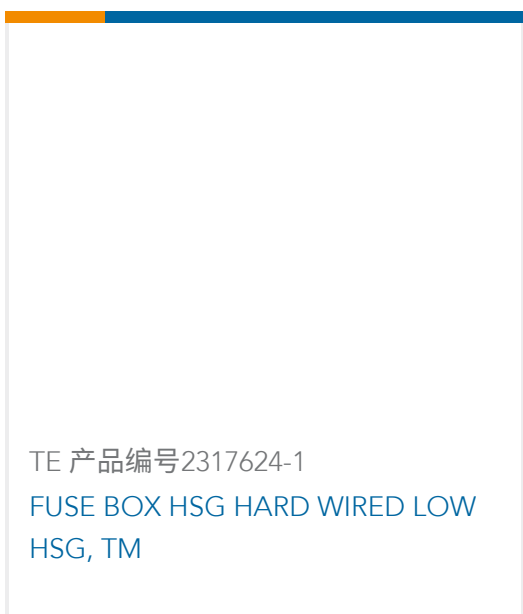 TE 产品编号2317624-1
FUSE BOX HSG HARD WIRED LOW
HSG, TM